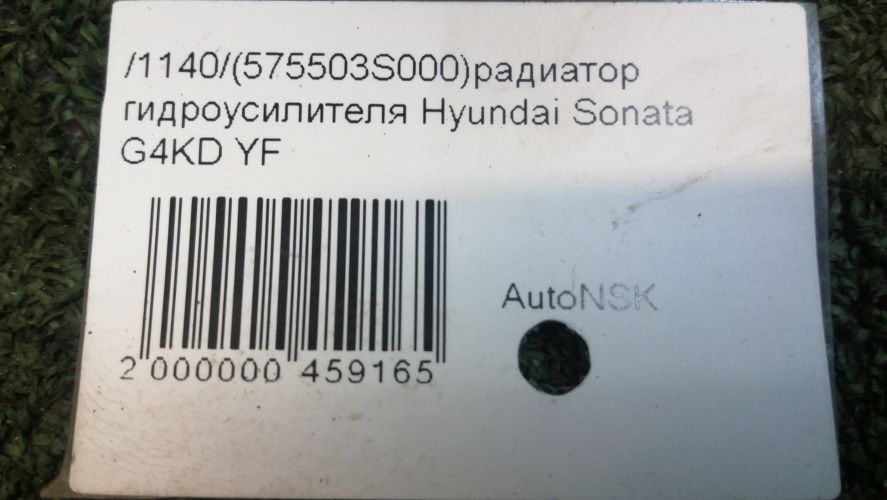 /1140/(575503S000)радиатор
гидроусилителя Hyundai Sonata
G4KD YF
AutoNSK
2 000000 459165